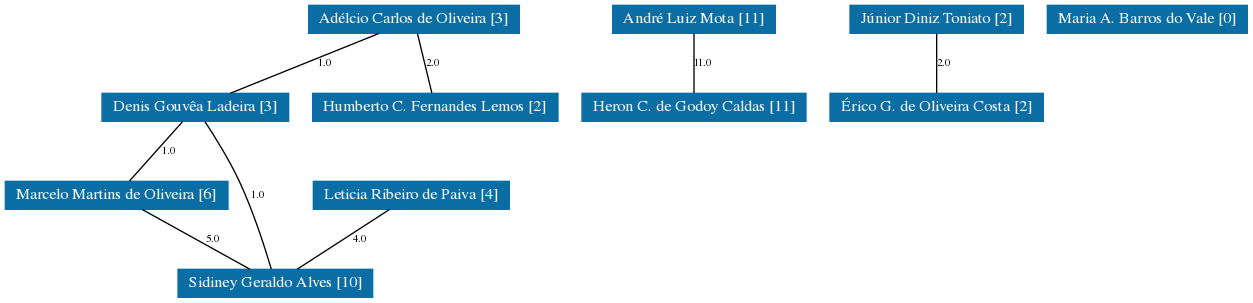 Adélcio Carlos de Oliveira [3]
André Luiz Mota [11]
Júnior Diniz Toniato [2]
Maria A. Barros do Vale [0]
1.0
2.0
11.0
2.0
Denis Gouvêa Ladeira [3]
Humberto C. Fernandes Lemos [2]
Heron C. de Godoy Caldas [11]
Érico G. de Oliveira Costa [2]
1.0
Marcelo Martins de Oliveira [6]
1.0
Leticia Ribeiro de Paiva [4]
5.0
4.0
Sidiney Geraldo Alves [10]